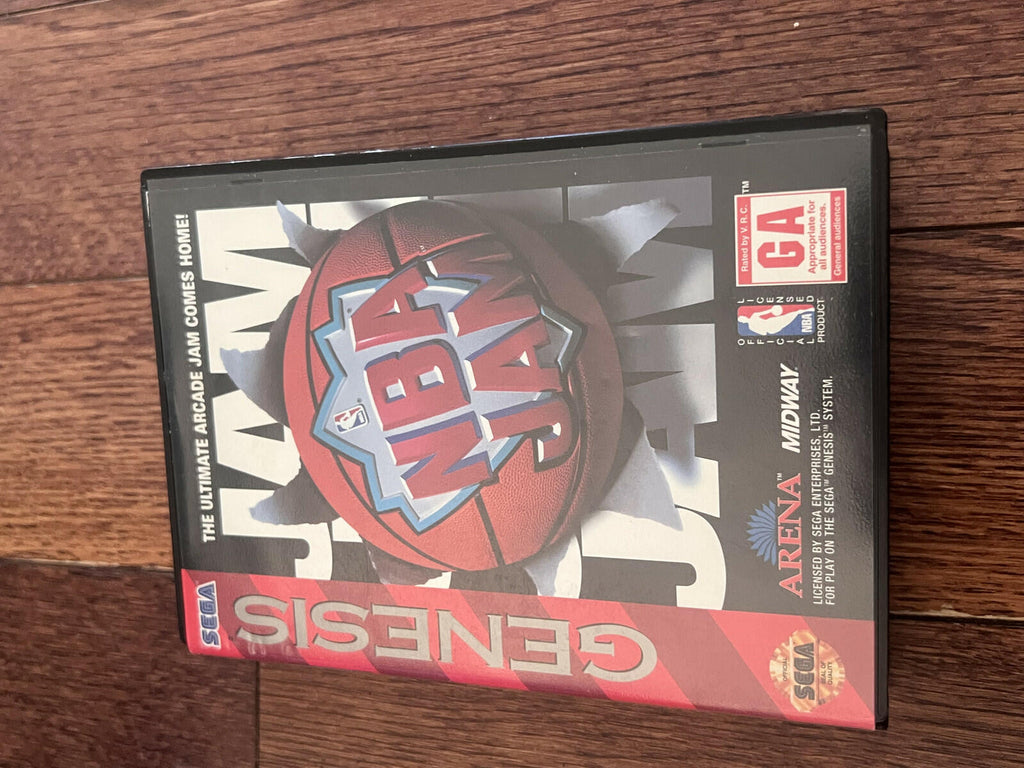 THE ULTIMATE ARCADE JAM COMES HOME!
SEGA
GENESIS
JAM
JAM
NBA
JAM
Rated by V. R. C.
GA
Appropriate for
all audiences.
General audiences
™
OFFICIAL
LICENSED
NBA
PRODUCT
ARENA™
MIDWAY
LICENSED BY SEGA ENTERPRISES, LTD.
FOR PLAY ON THE SEGA™ GENESIS™ SYSTEM.
OFFICIAL
SEGA
SEAL OF
QUALITY